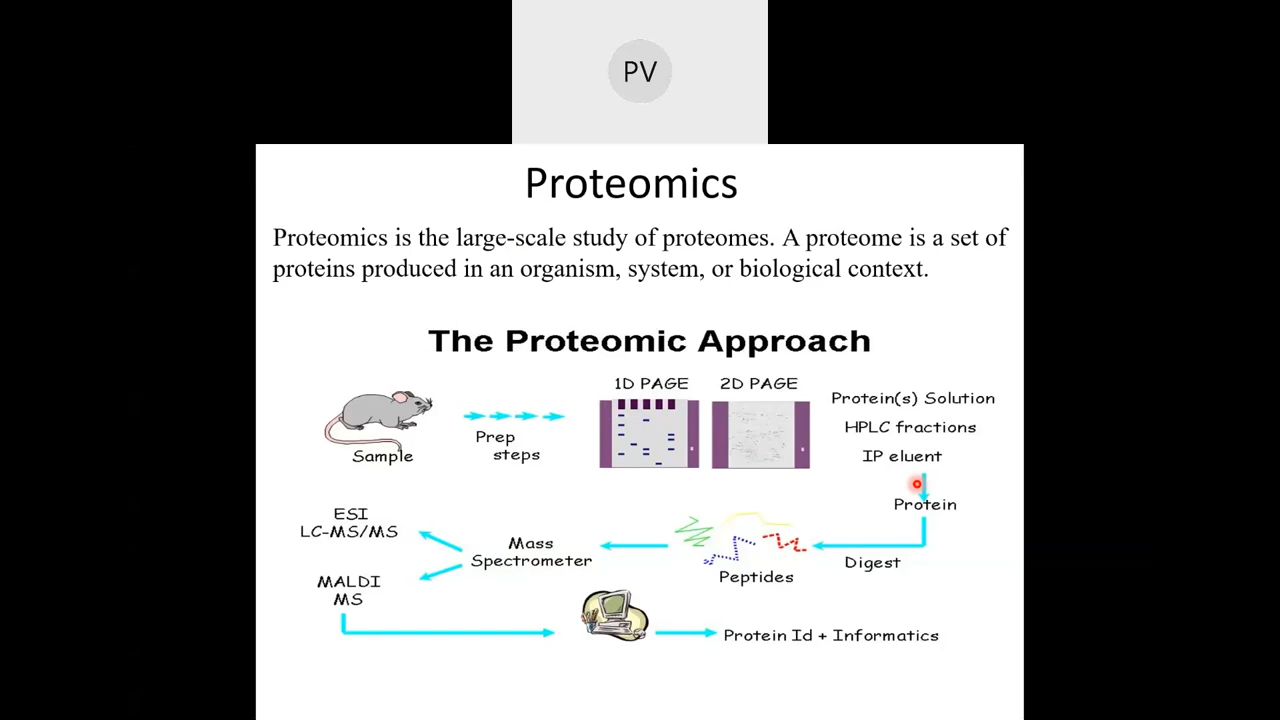 PV
Proteomics
Proteomics is the large-scale study of proteomes. A proteome is a set of
proteins produced in an organism, system, or biological context.
The Proteomic Approach
1D PAGE
2D PAGE
Protein(s) Solution
HPLC fractions
IP eluent
Sample
Prep
steps
Protein
Digest
Peptides
Mass
Spectrometer
ESI
LC-MS/MS
MALDI
MS
Protein Id + Informatics